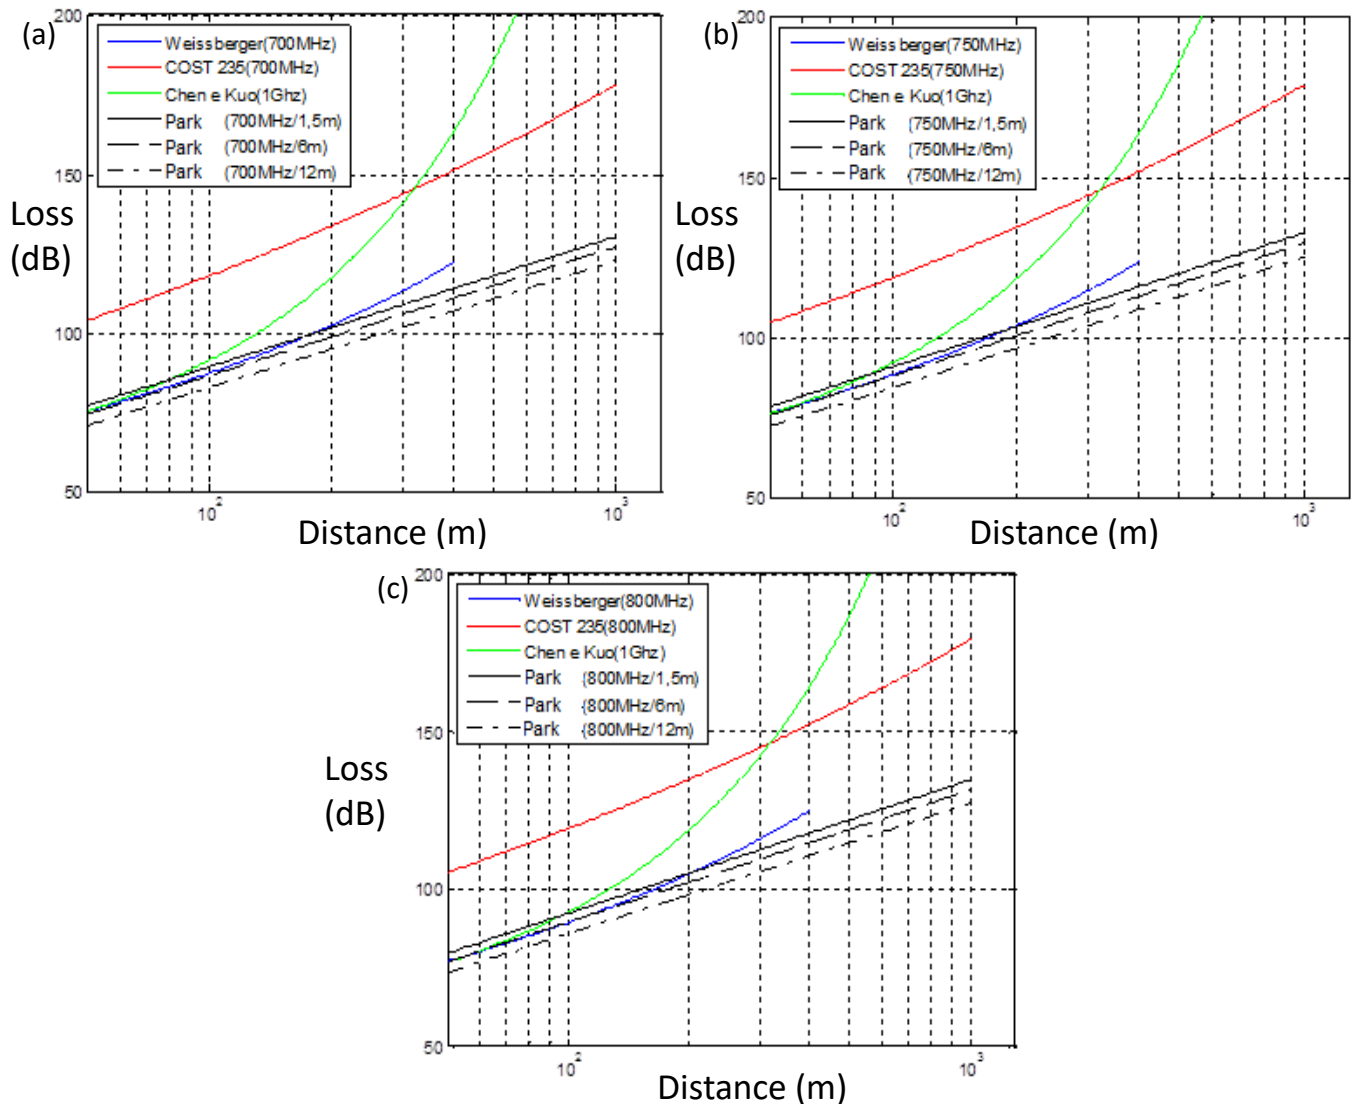 (a)
200
150
100
50
Weissberger(700MHz)
COST 235(700MHz)
Chen e Kuo(1Ghz)
Park (700MHz/1,5m)
Park (700MHz/6m)
Park (700MHz/12m)
Loss
(dB)
10²
10³
Distance (m)
(b)
200
150
100
50
Weissberger(750MHz)
COST 235(750MHz)
Chen e Kuo(1Ghz)
Park (750MHz/1,5m)
Park (750MHz/6m)
Park (750MHz/12m)
Loss
(dB)
10²
10³
Distance (m)
(c)
200
150
100
50
Weissberger(800MHz)
COST 235(800MHz)
Chen e Kuo(1Ghz)
Park (800MHz/1,5m)
Park (800MHz/6m)
Park (800MHz/12m)
Loss
(dB)
10²
10³
Distance (m)